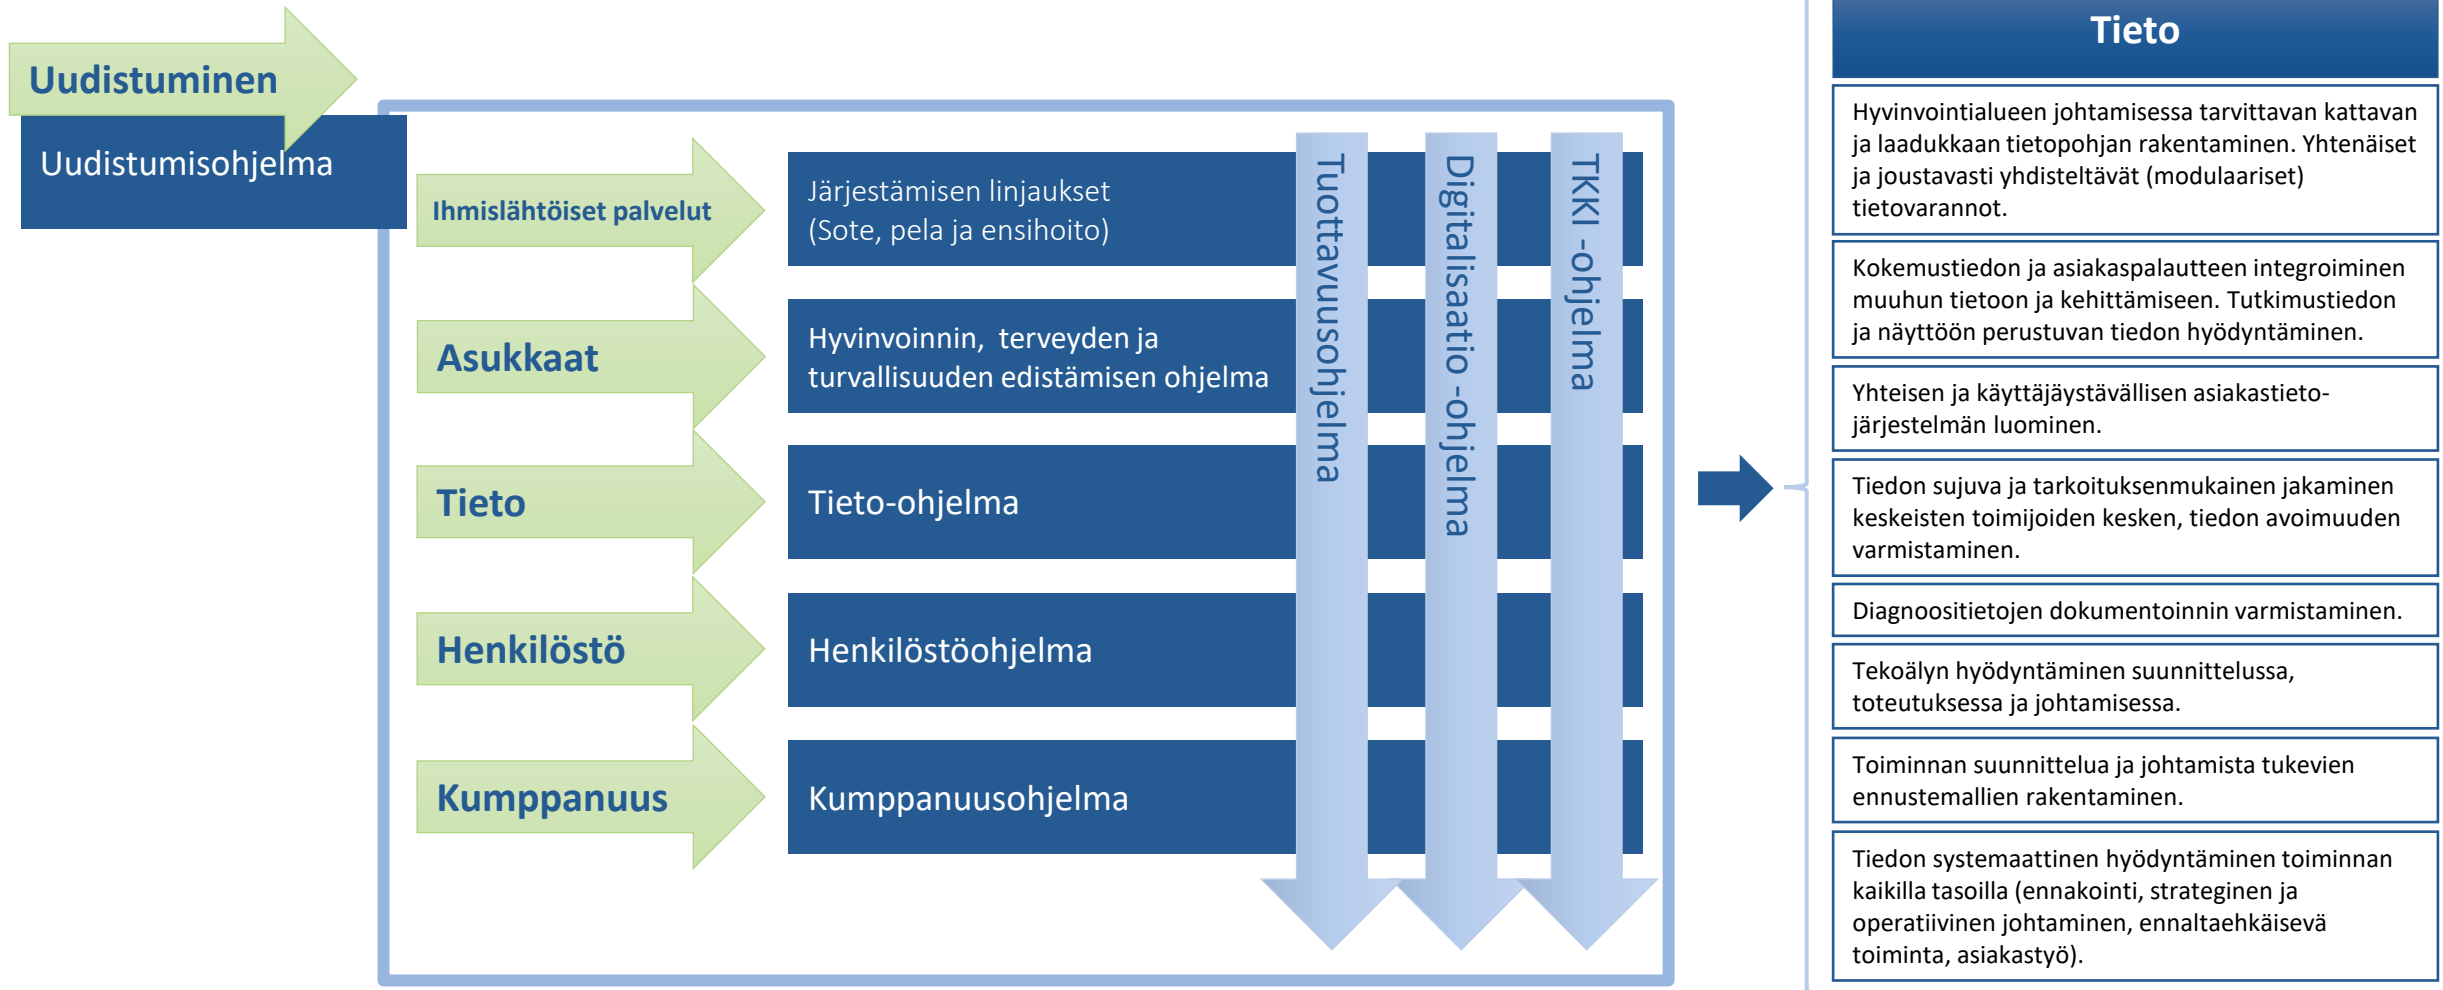 Uudistuminen
Uudistumisohjelma
Ihmislähtöiset palvelut
Järjestämisen linjaukset
(Sote, pela ja ensihoito)
Asukkaat
Hyvinvoinnin, terveyden ja
turvallisuuden edistämisen ohjelma
Tieto
Tieto-ohjelma
Henkilöstö
Henkilöstöohjelma
Kumppanuus
Kumppanuusohjelma
Tuottavuusohjelma
Digitalisaatio -ohjelma
TKKI -ohjelma
Tieto
Hyvinvointialueen johtamisessa tarvittavan kattavan
ja laadukkaan tietopohjan rakentaminen. Yhtenäiset
ja joustavasti yhdisteltävät (modulaariset)
tietovarannot.
Kokemustiedon ja asiakaspalautteen integroiminen
muuhun tietoon ja kehittämiseen. Tutkimustiedon
ja näyttöön perustuvan tiedon hyödyntäminen.
Yhteisen ja käyttäjäystävällisen asiakastieto-
järjestelmän luominen.
Tiedon sujuva ja tarkoituksenmukainen jakaminen
keskeisten toimijoiden kesken, tiedon avoimuuden
varmistaminen.
Diagnoositietojen dokumentoinnin varmistaminen.
Tekoälyn hyödyntäminen suunnittelussa,
toteutuksessa ja johtamisessa.
Toiminnan suunnittelua ja johtamista tukevien
ennustemallien rakentaminen.
Tiedon systemaattinen hyödyntäminen toiminnan
kaikilla tasoilla (ennakointi, strateginen ja
operatiivinen johtaminen, ennaltaehkäisevä
toiminta, asiakastyö).